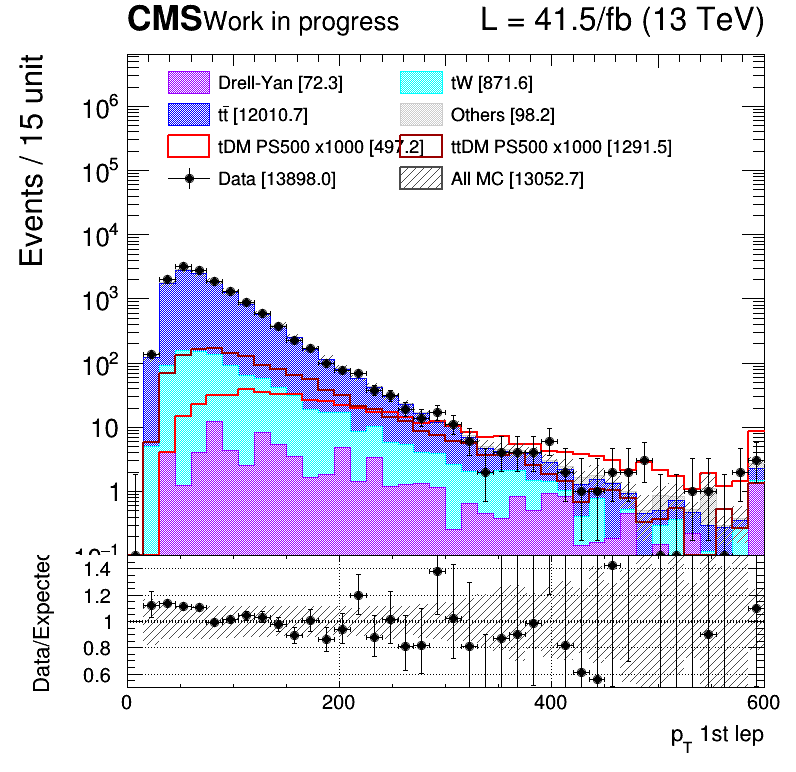 CMS Work in progress L = 41.5/fb (13 TeV)
Events / 15 unit
Drell-Yan [72.3] tW [871.6]
tt̄ [12010.7] Others [98.2]
tDM PS500 x1000 [497.2] ttDM PS500 x1000 [1291.5]
Data [13898.0] All MC [13052.7]
10⁶
10⁵
10⁴
10³
10²
10
1
10⁻¹
Data/Expected
1.4
1.2
1
0.8
0.6
0 200 400 600
p_T 1st lep